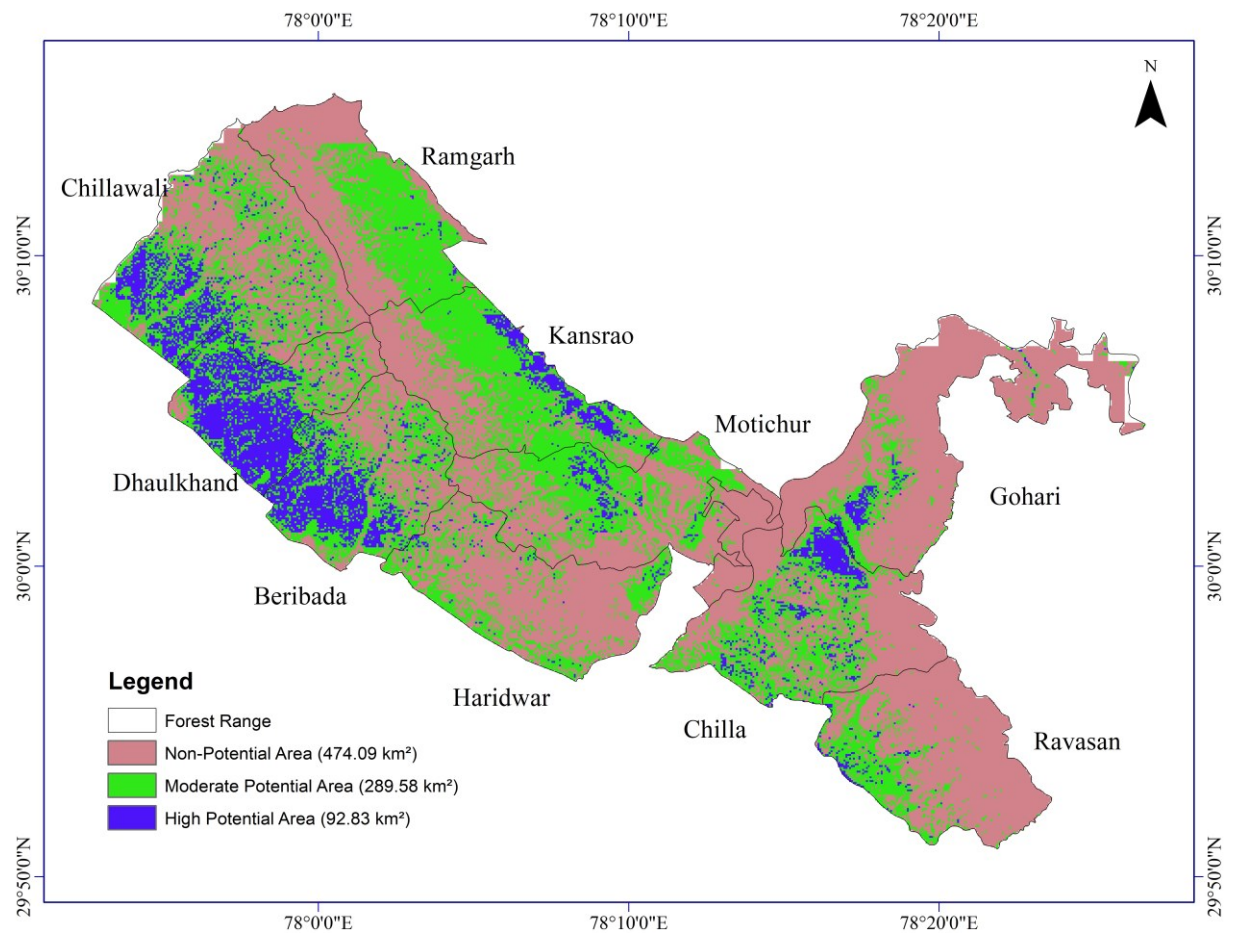 78°0'0"E
78°10'0"E
78°20'0"E
N
Ramgarh
Chillawali
30°10'0"N
30°10'0"N
Kansrao
Motichur
Dhaulkhand
Gohari
30°0'0"N
30°0'0"N
Beribada
Haridwar
Chilla
Ravasan
Legend
Forest Range
Non-Potential Area (474.09 km²)
Moderate Potential Area (289.58 km²)
High Potential Area (92.83 km²)
29°50'0"N
29°50'0"N
78°0'0"E
78°10'0"E
78°20'0"E